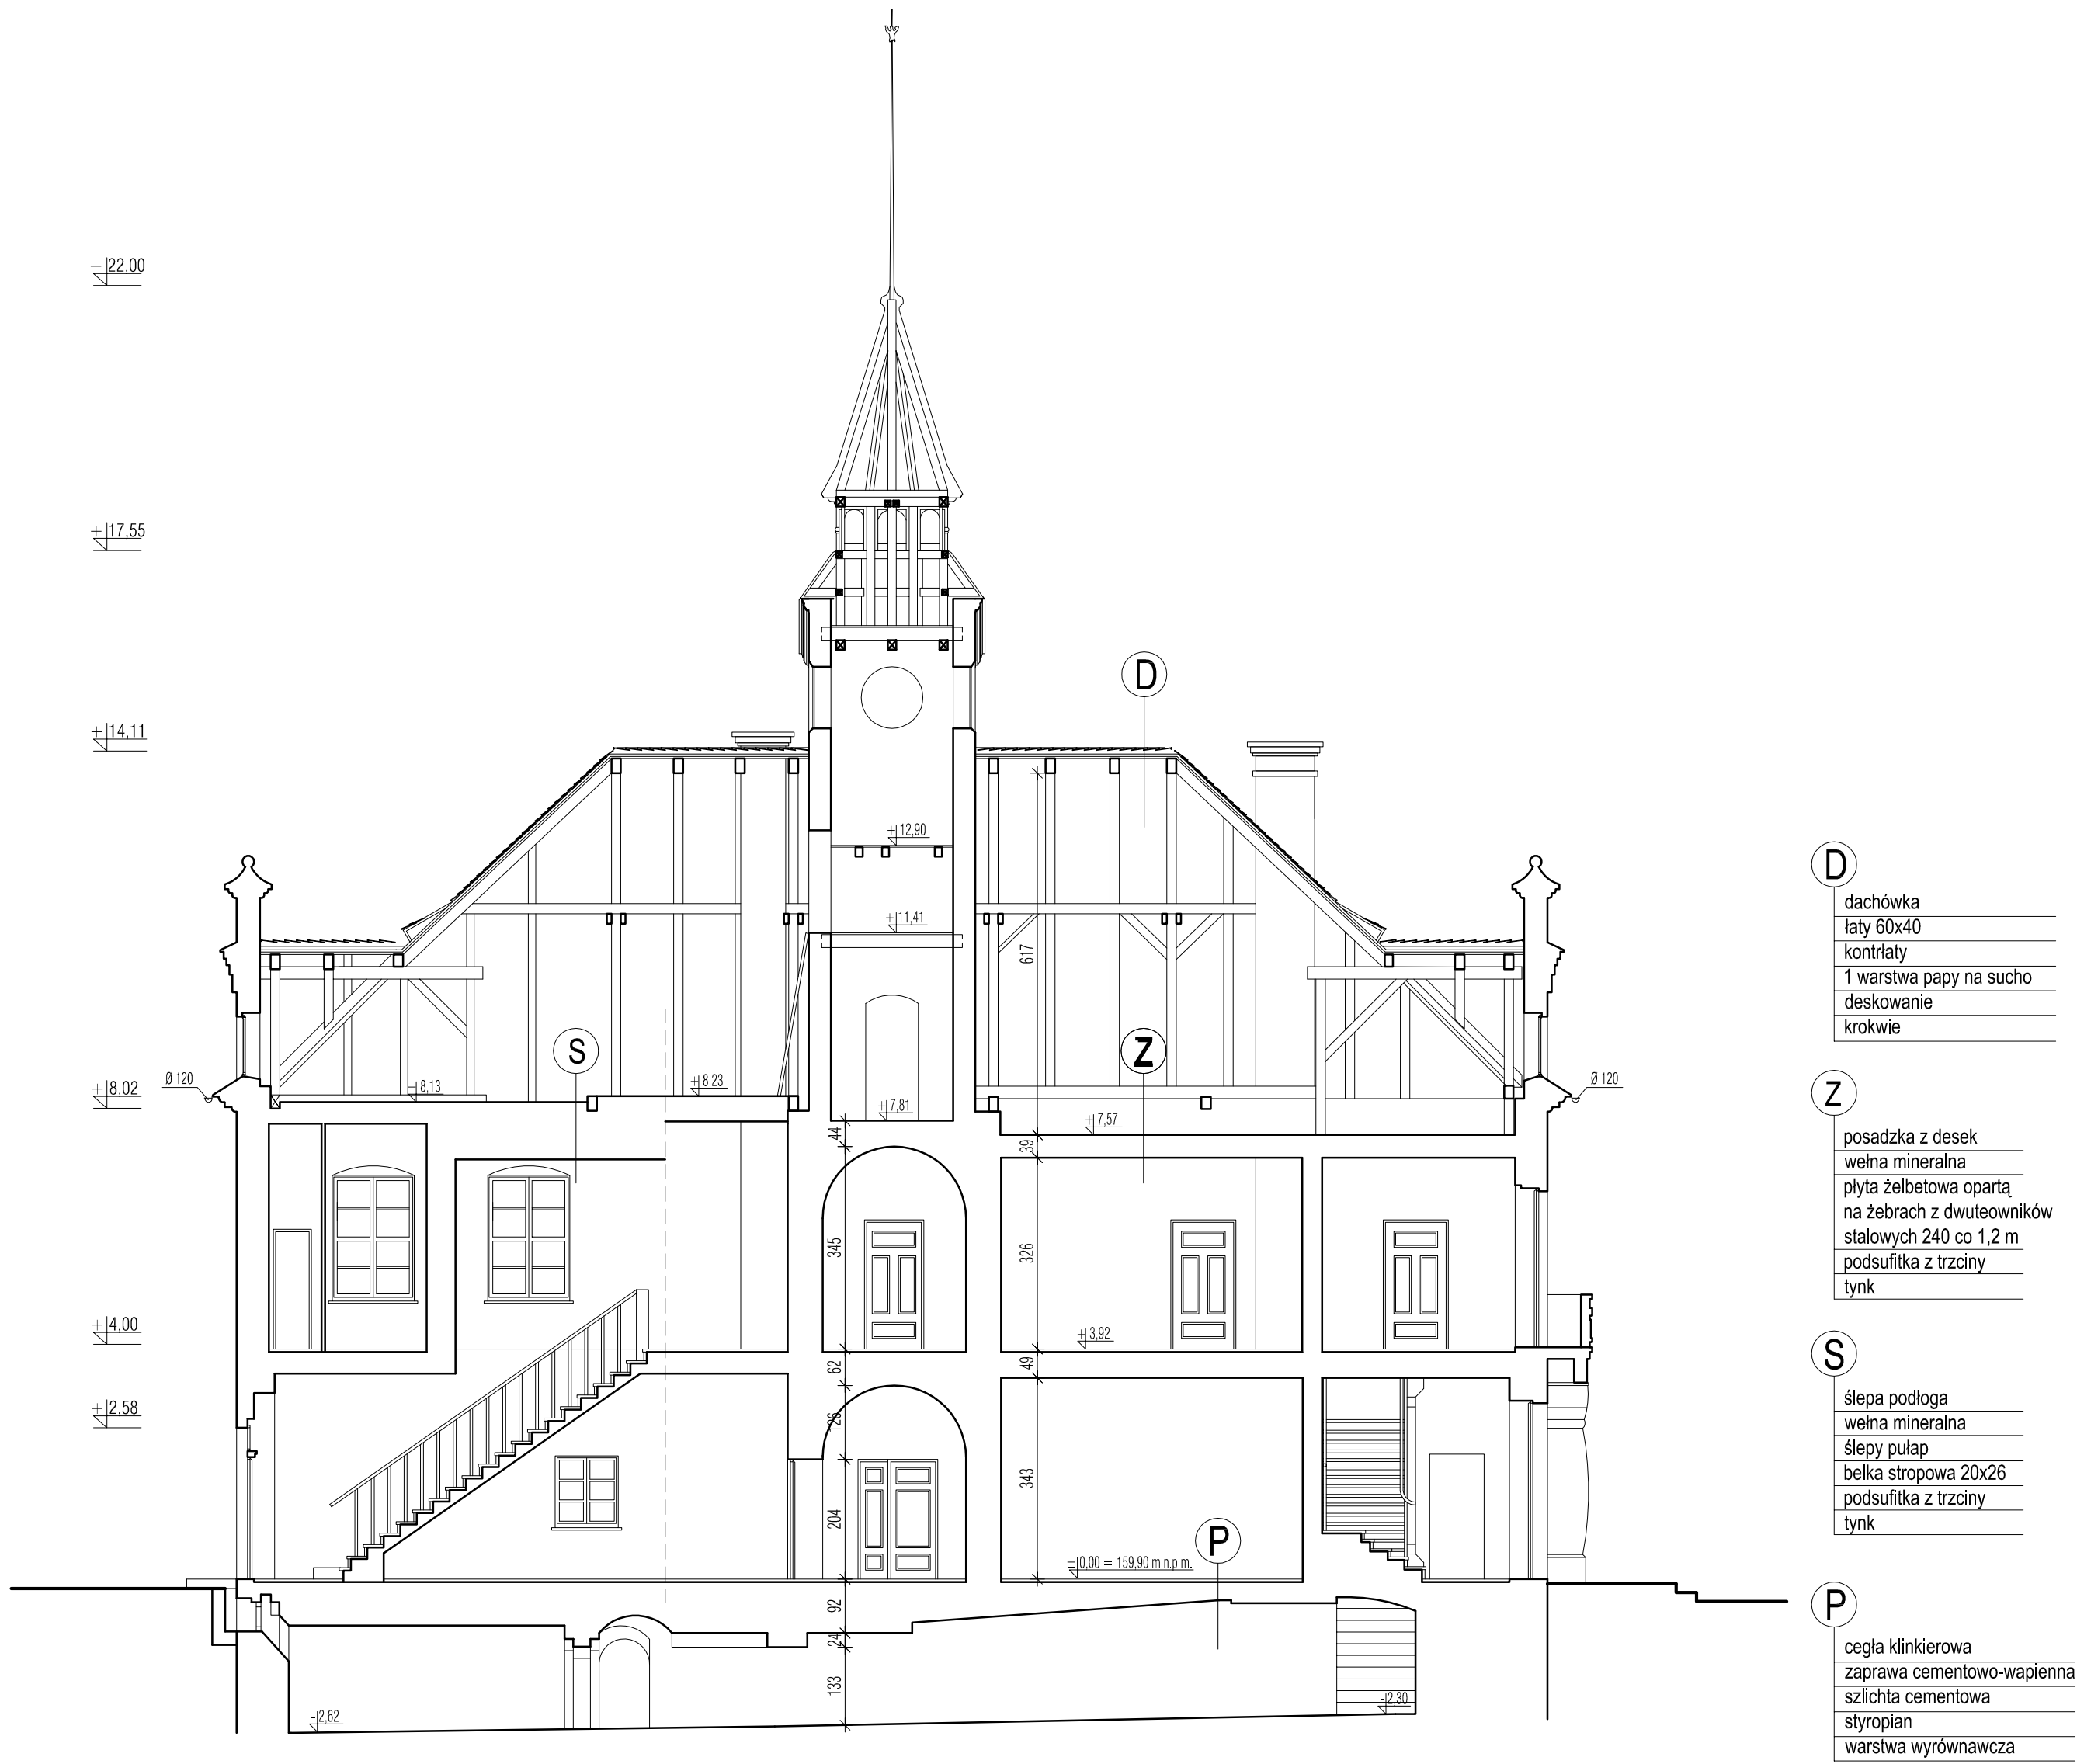 +22,00
+17,55
+14,11
+8,02
+4,00
+2,58
D
+12,90
+11,41
617
S
Z
Ø 120
Ø 120
+8,13
+8,23
+7,81
+7,57
44
39
345
326
+3,92
62
49
126
343
204
P
±0,00 = 159,90 m n.p.m.
92
24
133
-2,62
-2,30
D
dachówka
łaty 60x40
kontrłaty
1 warstwa papy na sucho
deskowanie
krokwie
Z
posadzka z desek
wełna mineralna
płyta żelbetowa opartą
na żebrach z dwuteowników
stalowych 240 co 1,2 m
podsufitka z trzciny
tynk
S
ślepa podłoga
wełna mineralna
ślepy pułap
belka stropowa 20x26
podsufitka z trzciny
tynk
P
cegła klinkierowa
zaprawa cementowo-wapienna
szlichta cementowa
styropian
warstwa wyrównawcza